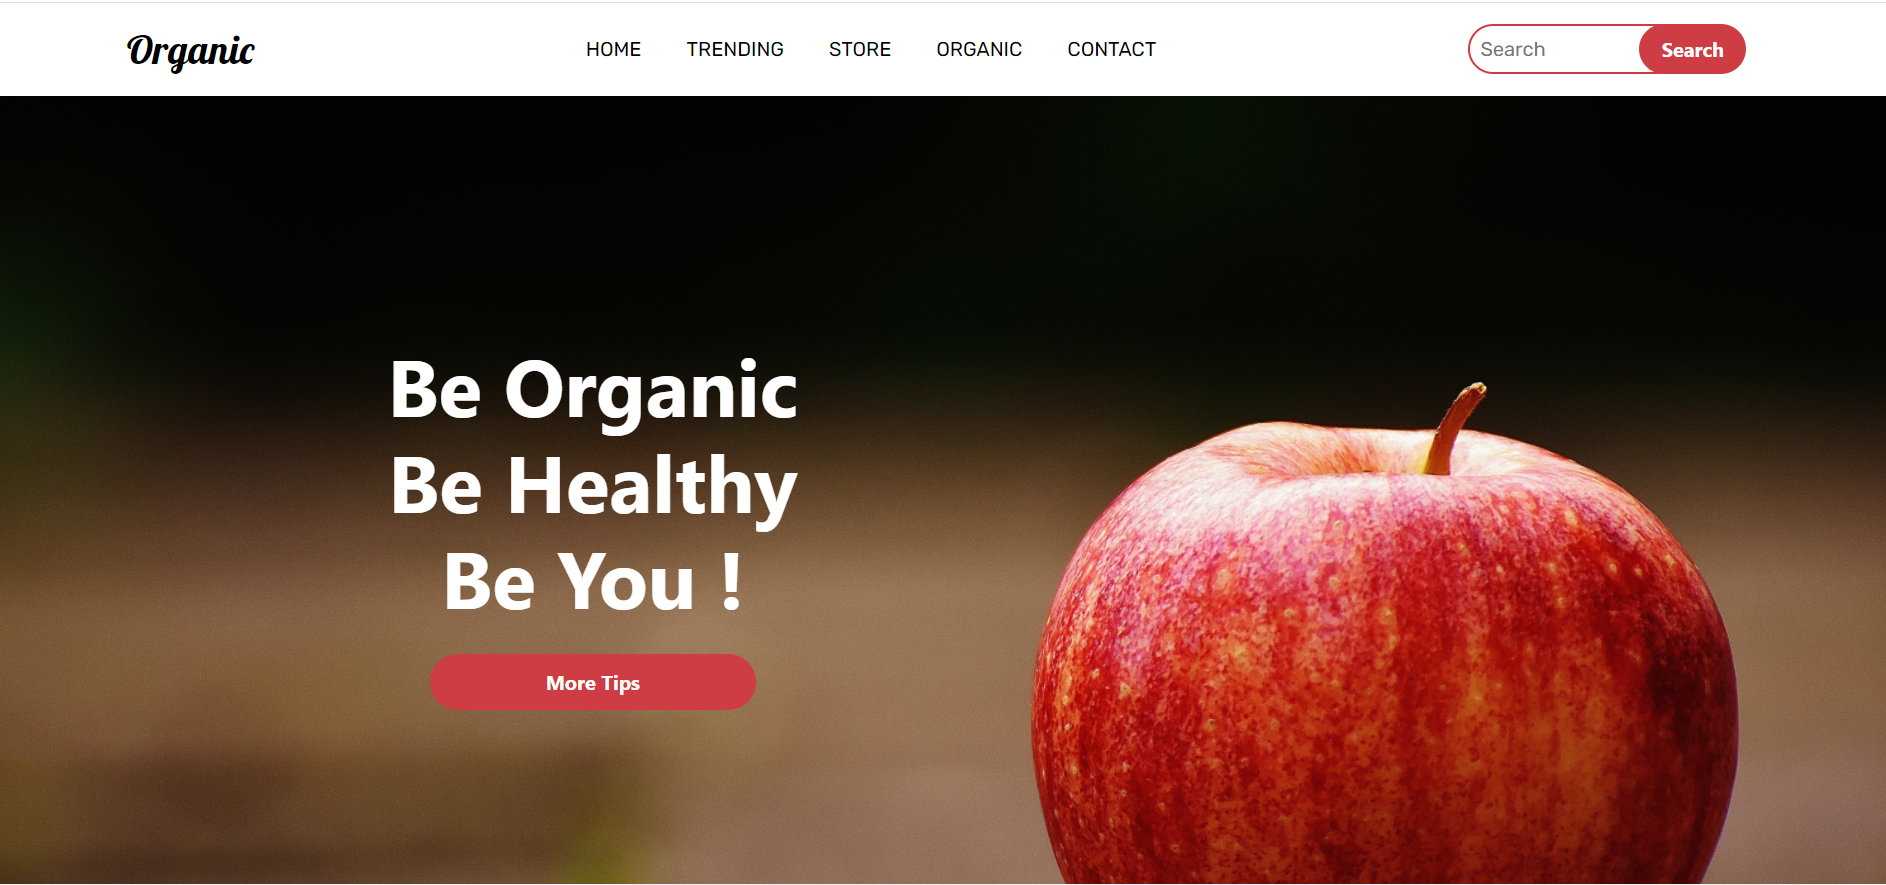 Organic
HOME TRENDING STORE ORGANIC CONTACT
Search Search
Be Organic
Be Healthy
Be You !
More Tips